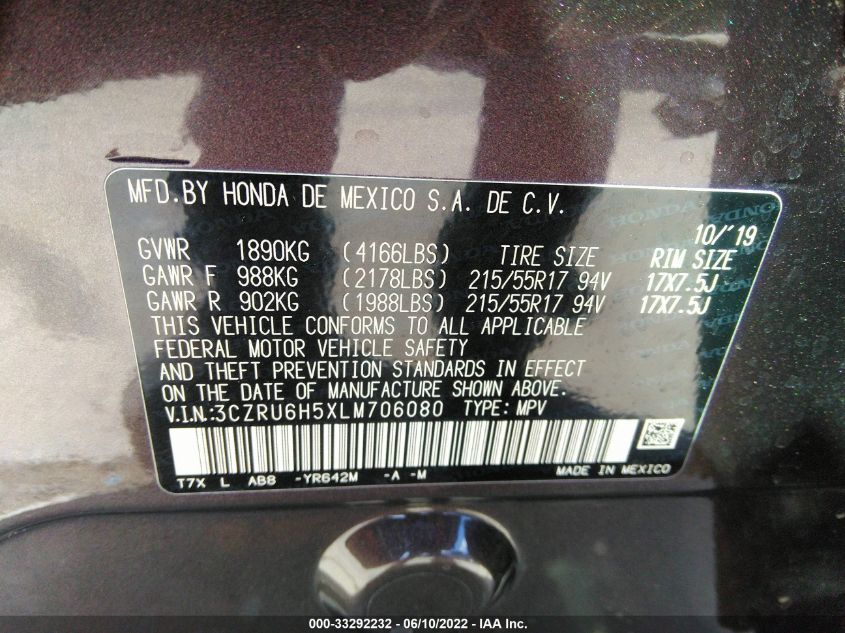 MFD.BY HONDA DE MEXICO S.A. DE C.V.
10/'19
GVWR 1890KG (4166LBS) TIRE SIZE RIM SIZE
GAWR F 988KG (2178LBS) 215/55R17 94V 17X7.5J
GAWR R 902KG (1988LBS) 215/55R17 94V 17X7.5J
THIS VEHICLE CONFORMS TO ALL APPLICABLE
FEDERAL MOTOR VEHICLE SAFETY
AND THEFT PREVENTION STANDARDS IN EFFECT
ON THE DATE OF MANUFACTURE SHOWN ABOVE.
V.I.N.:3CZRU6H5XLM706080 TYPE: MPV
T7X L AB8 -YR642M -A -M MADE IN MEXICO
000-33292232 - 06/10/2022 - IAA Inc.